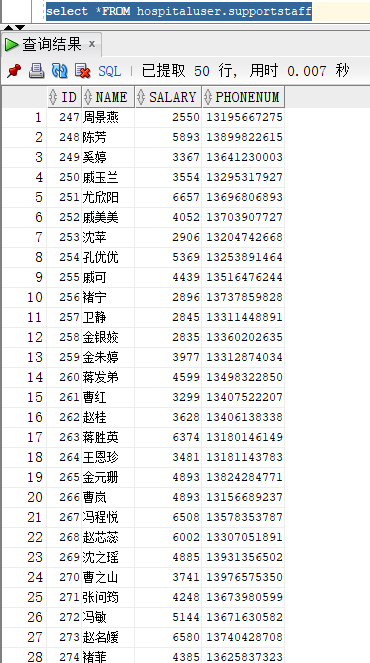 select *FROM hospitaluser.supportstaff
查询结果 x
SQL | 已提取 50 行, 用时 0.007 秒
ID NAME SALARY PHONENUM
1 247 周景燕 2550 13195667275
2 248 陈芳 5893 13899822615
3 249 奚婷 3367 13641230003
4 250 戚玉兰 3554 13295317927
5 251 尤欣阳 6657 13696806893
6 252 戚美美 4052 13703907727
7 253 沈苹 2906 13204742668
8 254 孔优优 5369 13253891464
9 255 戚可 4439 13516476244
10 256 褚宁 2896 13737859828
11 257 卫静 2845 13311448891
12 258 金银姣 2835 13360202635
13 259 金朱婷 3977 13312874034
14 260 蒋发弟 4599 13498322850
15 261 曹红 3299 13407522207
16 262 赵桂 3628 13406138338
17 263 蒋胜英 6374 13180146149
18 264 王恩珍 3481 13181143783
19 265 金元珊 4893 13824284771
20 266 曹岚 4893 13156689237
21 267 冯程悦 6508 13578353787
22 268 赵芯蕊 6002 13307051891
23 269 沈之瑶 4885 13931356502
24 270 曹之山 3741 13976575350
25 271 张问筠 4248 13673980599
26 272 冯敏 5144 13671630582
27 273 赵名媛 6580 13740428708
28 274 褚菲 4385 13625837323